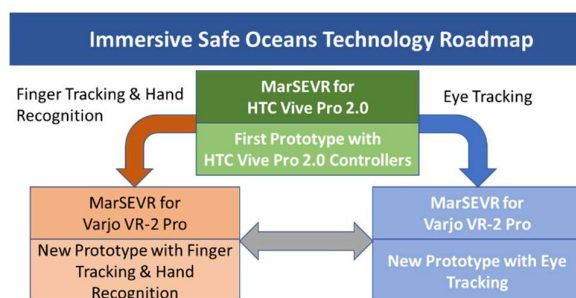 Immersive Safe Oceans Technology Roadmap
Finger Tracking & Hand
Recognition
MarSEVR for
HTC Vive Pro 2.0
Eye Tracking
First Prototype with
HTC Vive Pro 2.0 Controllers
MarSEVR for
Varjo VR-2 Pro
New Prototype with Finger
Tracking & Hand
Recognition
MarSEVR for
Varjo VR-2 Pro
New Prototype with Eye
Tracking